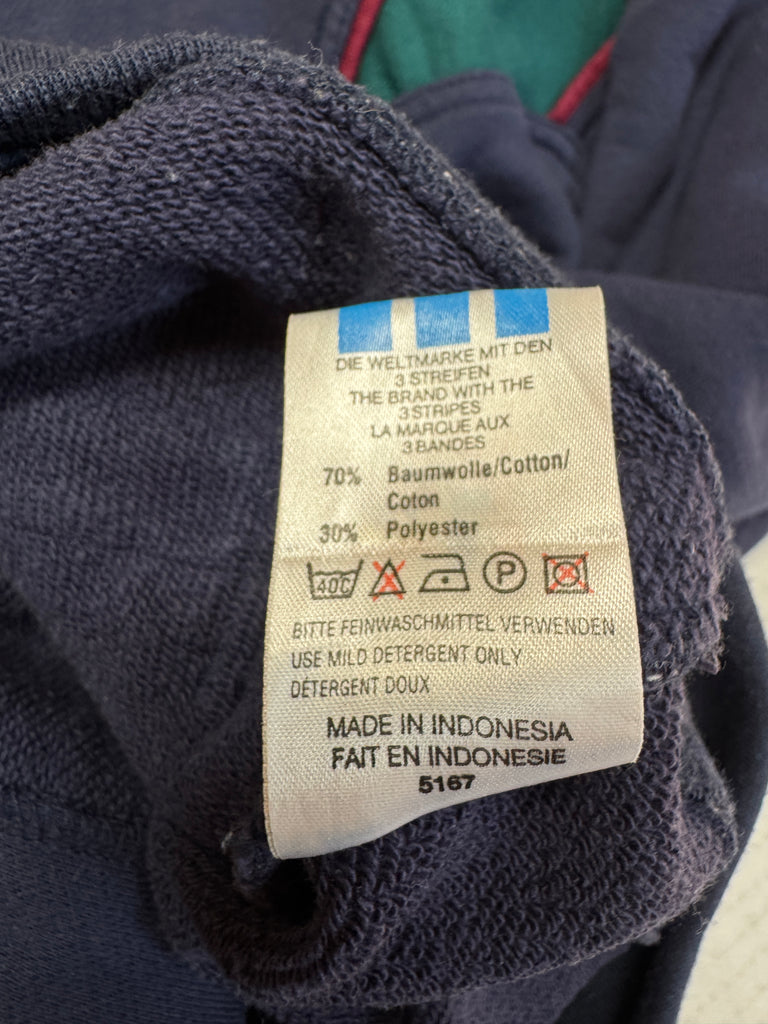 DIE WELTMARKE MIT DEN
3 STREIFEN
THE BRAND WITH THE
3 STRIPES
LA MARQUE AUX
3 BANDES
70% Baumwolle/Cotton/
Coton
30% Polyester
40C P
BITTE FEINWASCHMITTEL VERWENDEN
USE MILD DETERGENT ONLY
DÉTERGENT DOUX
MADE IN INDONESIA
FAIT EN INDONESIE
5167